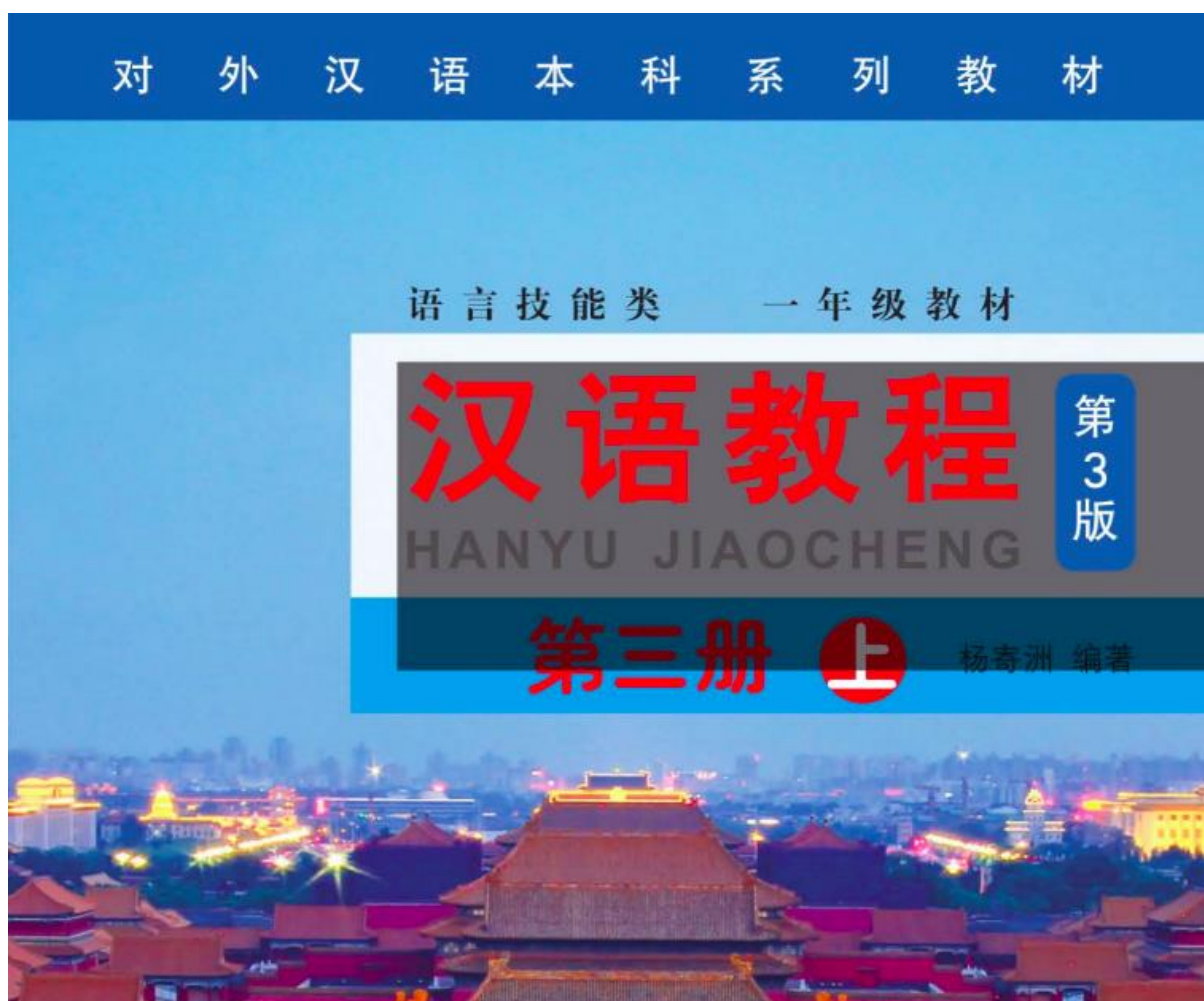 对外汉语本科系列教材
语言技能类 一年级教材
汉语教程
第3版
HANYU JIAOCHENG
第三册 上
杨寄洲 编著